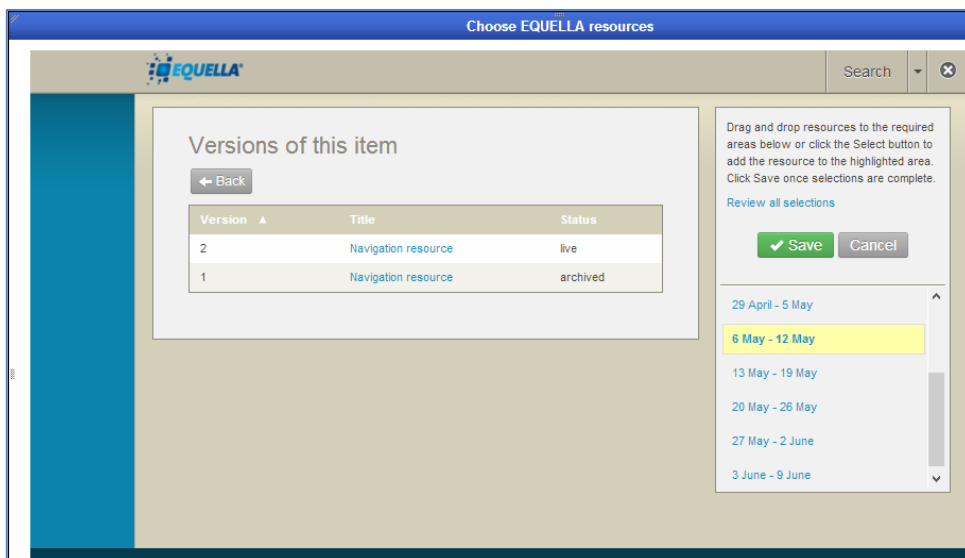 Choose EQUELLA resources
EQUELLA®
Search
Versions of this item
Back
Version ▲ Title Status
2 Navigation resource live
1 Navigation resource archived
Drag and drop resources to the required
areas below or click the Select button to
add the resource to the highlighted area.
Click Save once selections are complete.
Review all selections
Save Cancel
29 April - 5 May
6 May - 12 May
13 May - 19 May
20 May - 26 May
27 May - 2 June
3 June - 9 June